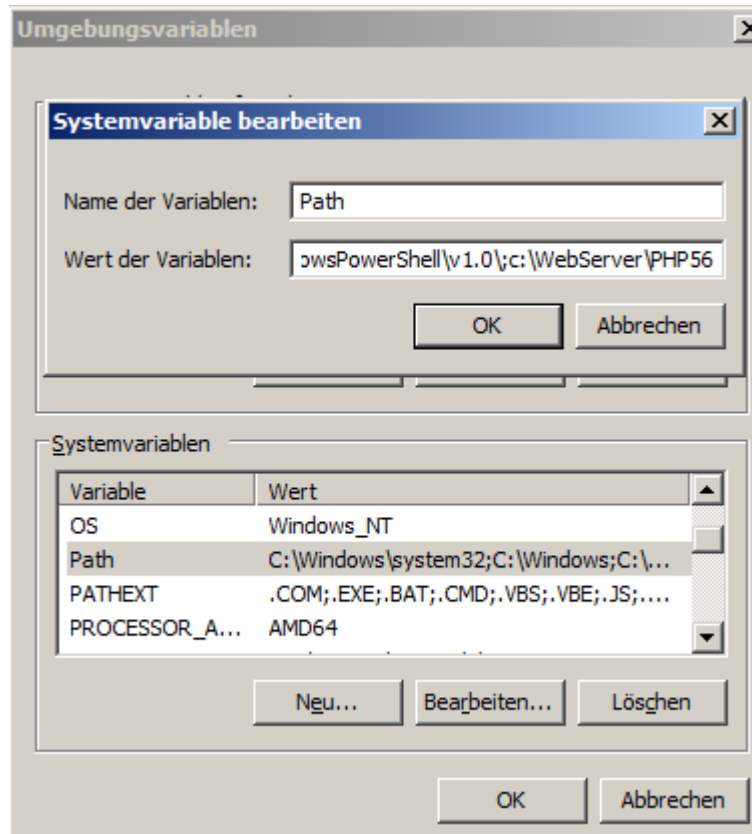 Umgebungsvariablen
Systemvariable bearbeiten
Name der Variablen: Path
Wert der Variablen: owsPowerShell\v1.0\;c:\WebServer\PHP56
OK Abbrechen
Systemvariablen
Variable Wert
OS Windows_NT
Path C:\Windows\system32;C:\Windows;C:\...
PATHEXT .COM;.EXE;.BAT;.CMD;.VBS;.VBE;.JS;....
PROCESSOR_A... AMD64
Neu... Bearbeiten... Löschen
OK Abbrechen